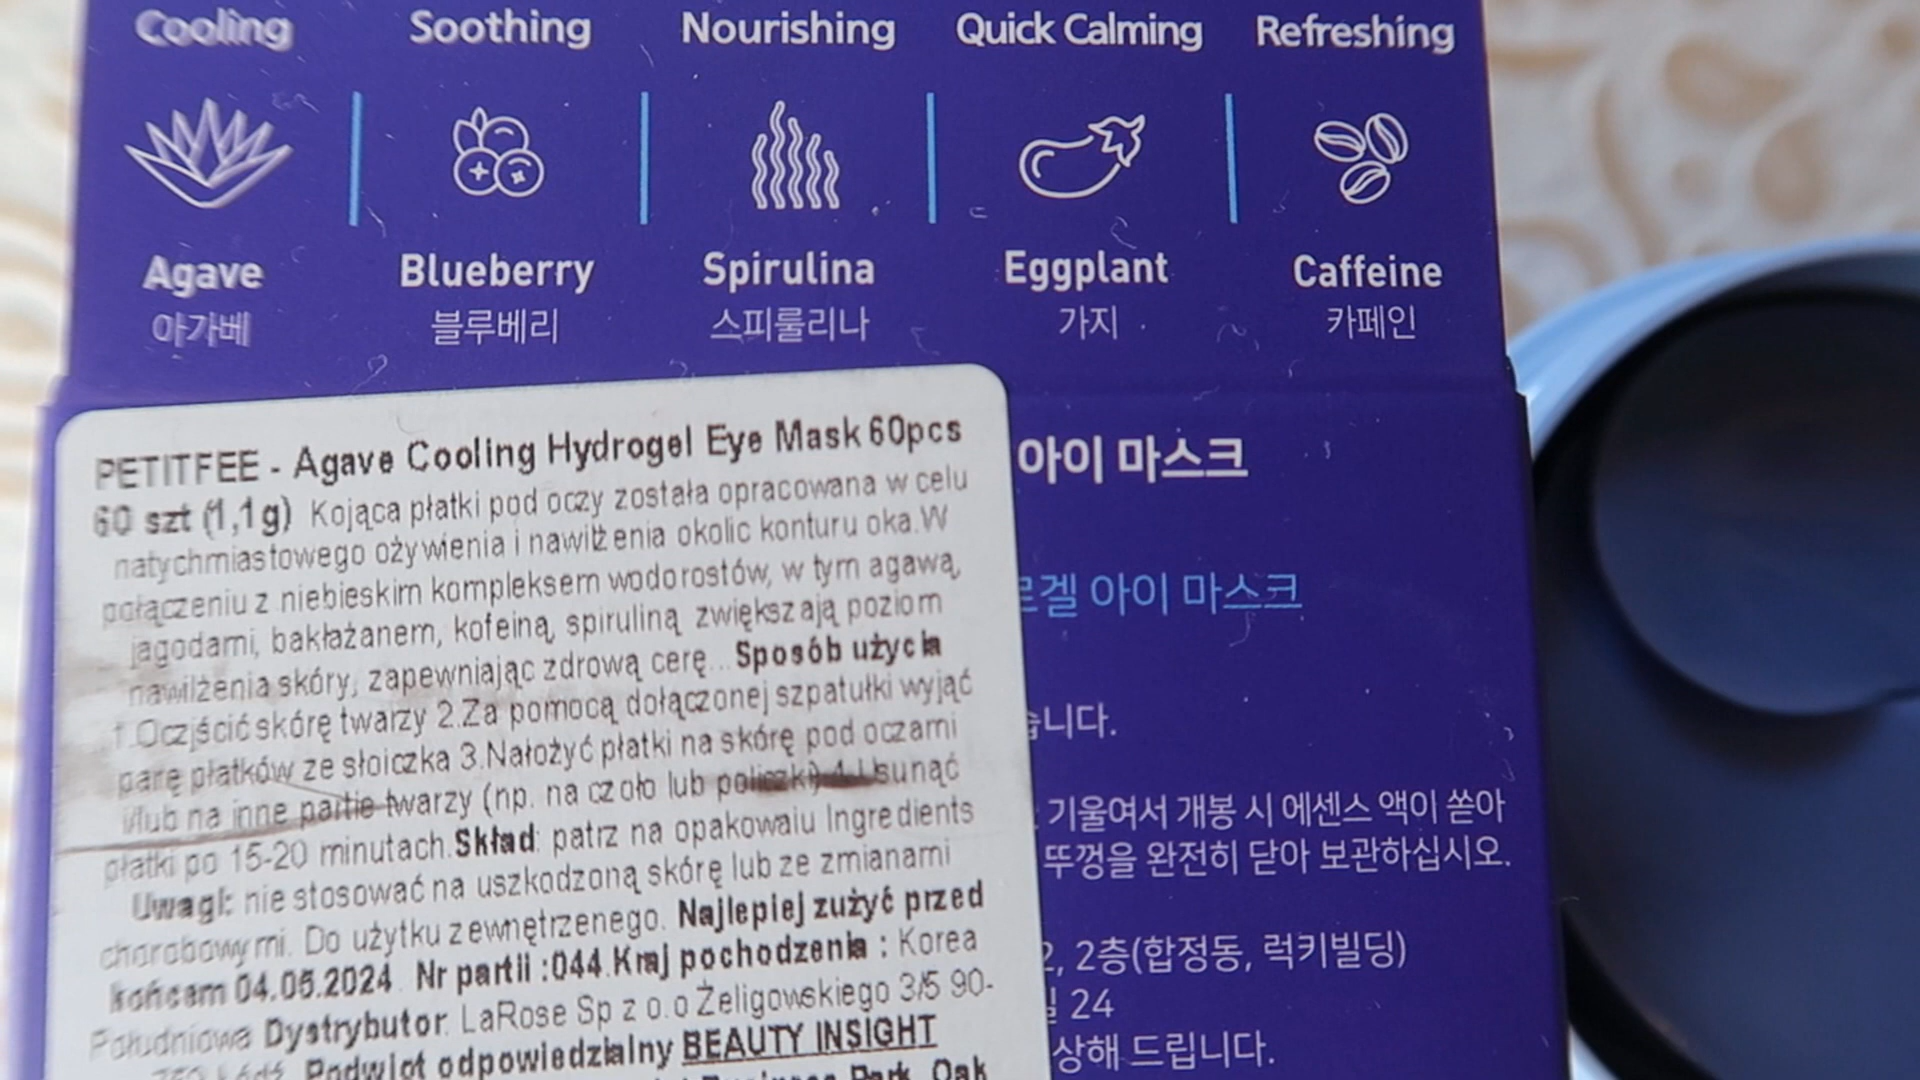 Cooling Soothing Nourishing Quick Calming Refreshing
Agave Blueberry Spirulina Eggplant Caffeine
아가베 블루베리 스피룰리나 가지 카페인
PETITFEE - Agave Cooling Hydrogel Eye Mask 60pcs
60 szt (1,1g) Kojąca płatki pod oczy została opracowana w celu
natychmiastowego ożywienia i nawilżenia okolic konturu oka.W
połączeniu z niebieskim kompleksem wodorostów, w tym agawą,
jagodami, bakłażanem, kofeiną, spiruliną zwiększają poziom
nawilżenia skóry, zapewniając zdrową cerę... Sposób użycia
1.Oczjścić skórę twarzy 2.Za pomocą dołączonej szpatułki wyjąć
parę płatków ze słoiczka 3.Nałożyć płatki na skórę pod oczami
i/lub na inne partie twarzy (np. na czoło lub policzki) 4.Usunąć
płatki po 15-20 minutach.Skład: patrz na opakowaiu Ingredients
Uwagi: nie stosować na uszkodzoną skórę lub ze zmianami
chorobowymi. Do użytku zewnętrzenego. Najlepiej zużyć przed
końcem 04.05.2024. Nr partii :044.Kraj pochodzenia : Korea
Południowa Dystrybutor: LaRose Sp z o.o Żeligowskiego 3/5 90-
Łódź. Podwiot odpowiedzialny BEAUTY INSIGHT
Business Park, Oak
아이 마스크
르겔 아이 마스크
습니다.
기울여서 개봉 시 에센스 액이 쏟아
뚜껑을 완전히 닫아 보관하십시오.
2, 2층(合정동, 럭키빌딩)
24
상해 드립니다.